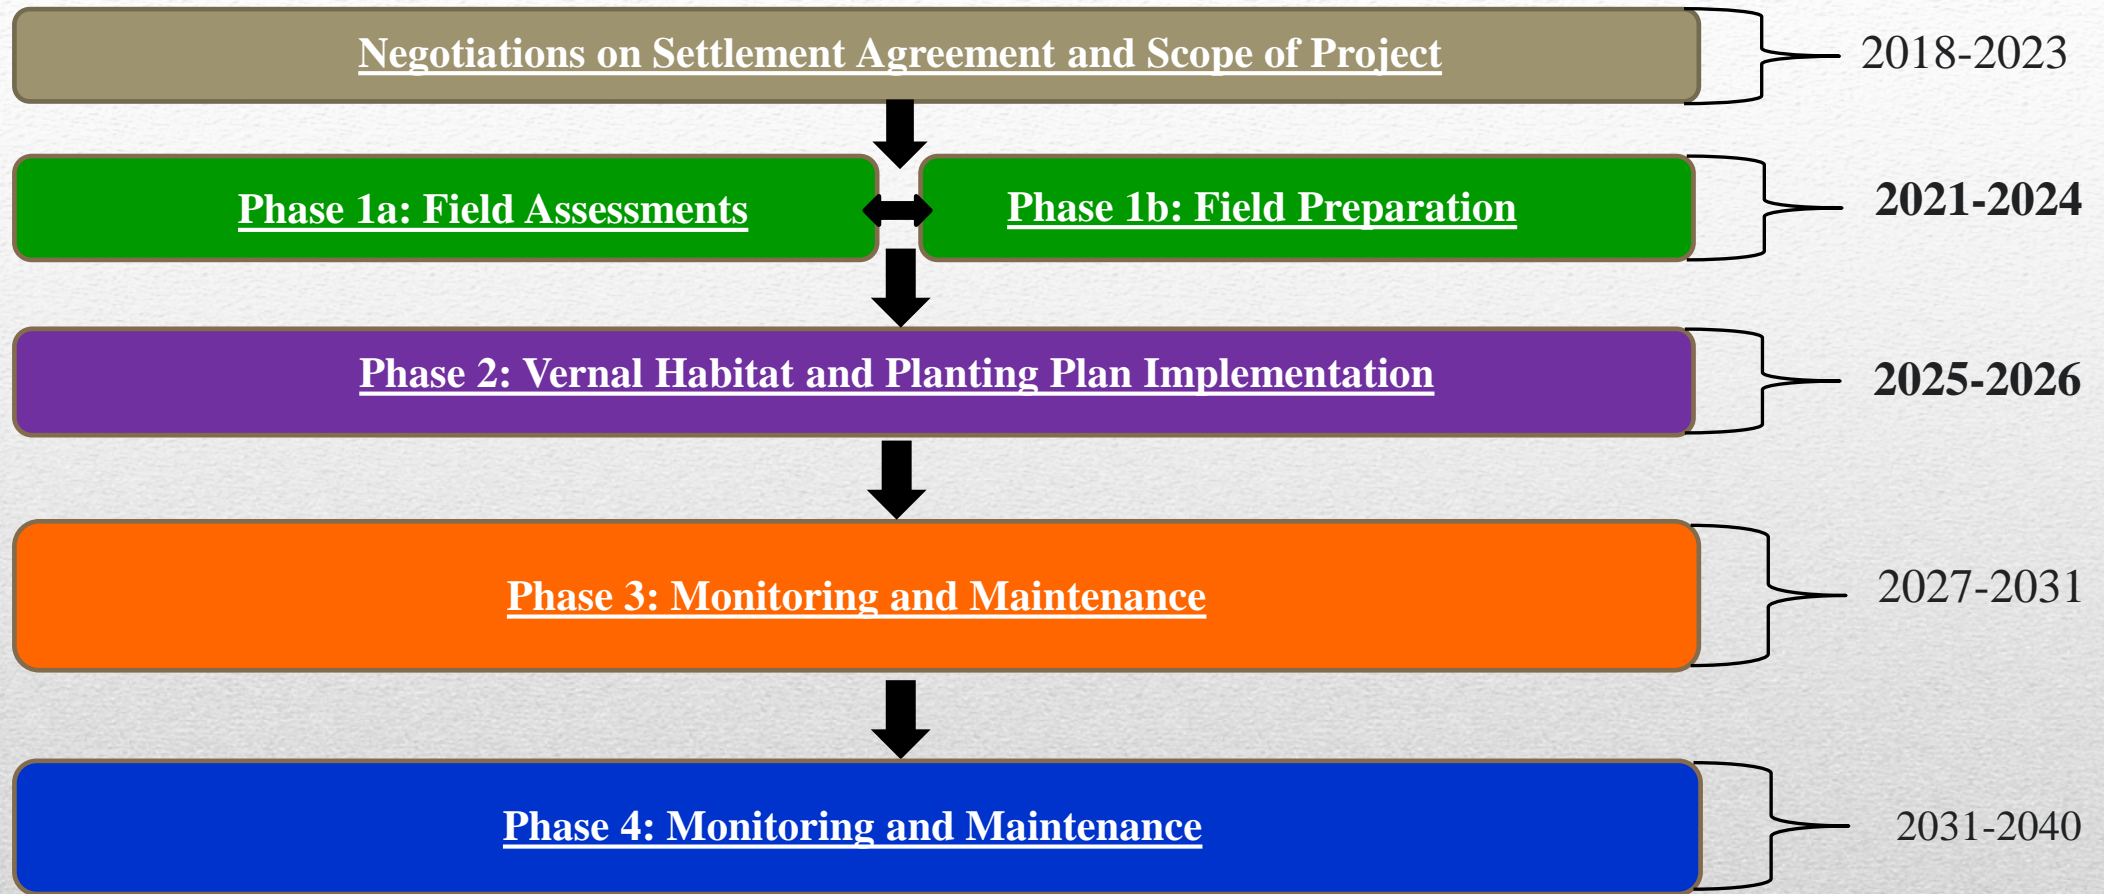 Negotiations on Settlement Agreement and Scope of Project
2018-2023
Phase 1a: Field Assessments
Phase 1b: Field Preparation
2021-2024
Phase 2: Vernal Habitat and Planting Plan Implementation
2025-2026
Phase 3: Monitoring and Maintenance
2027-2031
Phase 4: Monitoring and Maintenance
2031-2040